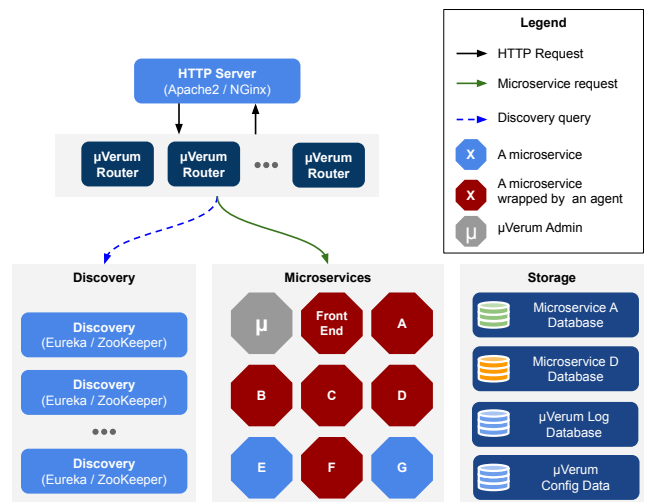 HTTP Server
(Apache2 / NGinx)
µVerum
Router
µVerum
Router
•••
µVerum
Router
Legend
HTTP Request
Microservice request
Discovery query
X
A microservice
X
A microservice
wrapped by an agent
µ
µVerum Admin
Discovery
Discovery
(Eureka / ZooKeeper)
Discovery
(Eureka / ZooKeeper)
•••
Discovery
(Eureka / ZooKeeper)
Microservices
µ
Front
End
A
B
C
D
E
F
G
Storage
Microservice A
Database
Microservice D
Database
µVerum Log
Database
µVerum
Config Data